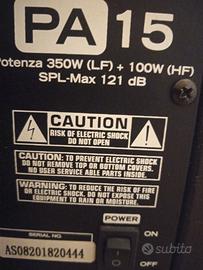 PA 15
Potenza 350W (LF) + 100W (HF)
SPL-Max 121 dB
CAUTION
RISK OF ELECTRIC SHOCK
DO NOT OPEN
CAUTION: TO PREVENT ELECTRIC SHOCK
DO NOT REMOVE TOP OR BOTTOM COVERS.
NO USER SERVICEABLE PARTS INSIDE.
WARNING: TO REDUCE THE RISK OF FIRE
OR ELECTRIC SHOCK, DO NOT EXPOSE THIS
EQUIPMENT TO RAIN OR MOISTURE.
SERIAL NO
AS08201820444
POWER
ON
OFF
subito